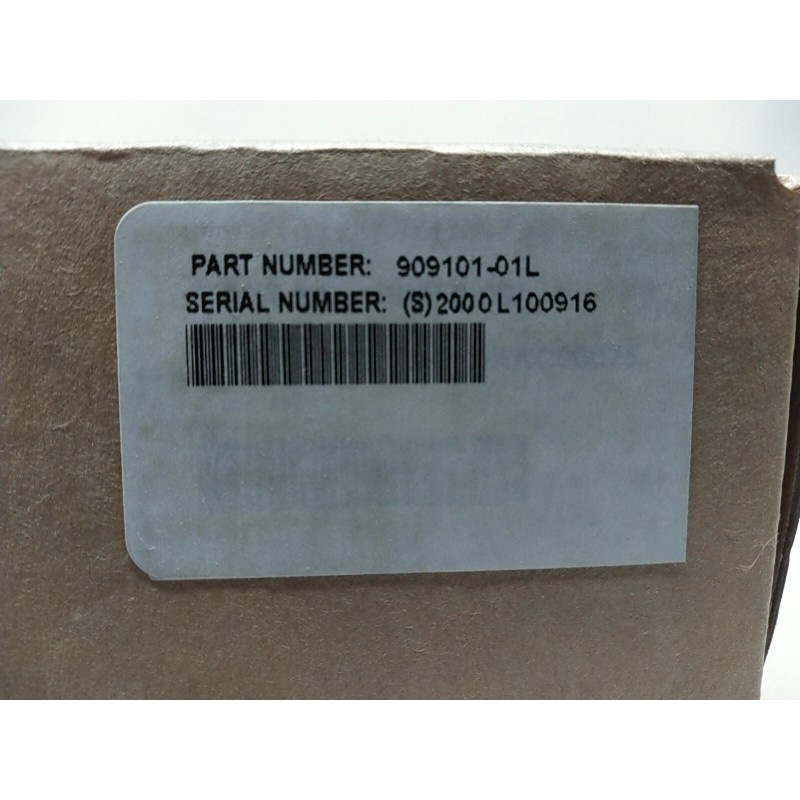 PART NUMBER: 909101-01L
SERIAL NUMBER: (S)2000L100916